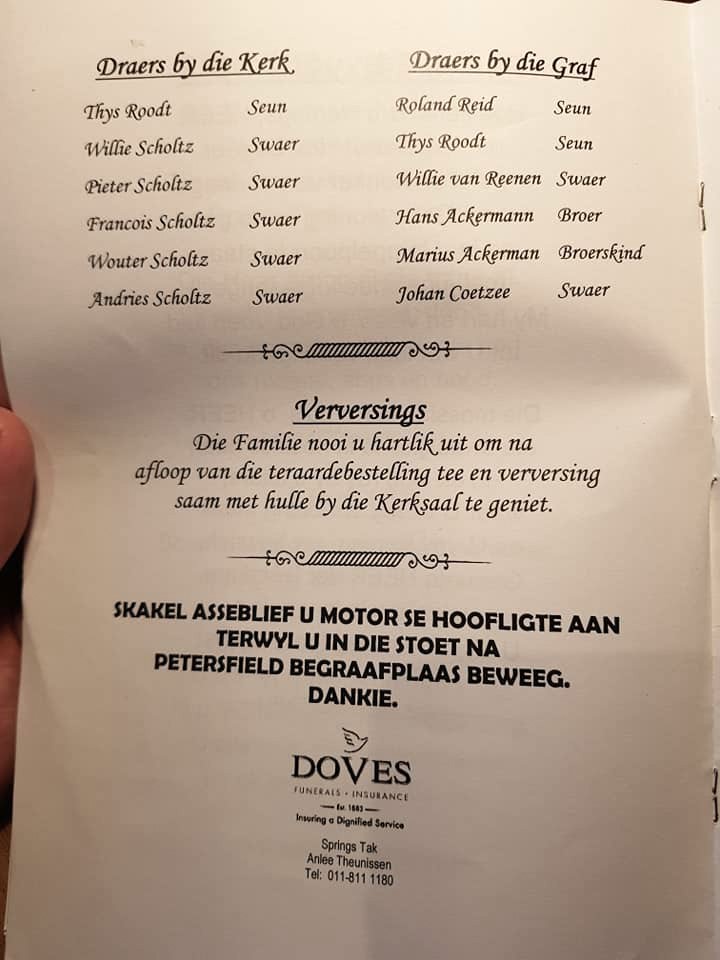 Draers by die Kerk
Thys Roodt Seun
Willie Scholtz Swaer
Pieter Scholtz Swaer
Francois Scholtz Swaer
Wouter Scholtz Swaer
Andries Scholtz Swaer
Draers by die Graf
Roland Reid Seun
Thys Roodt Seun
Willie van Reenen Swaer
Hans Ackermann Broer
Marius Ackerman Broerskind
Johan Coetzee Swaer
Verversings
Die Familie nooi u hartlik uit om na
afloop van die teraardebestelling tee en verversing
saam met hulle by die Kerksaal te geniet.
SKAKEL ASSEBLIEF U MOTOR SE HOOFLIGTE AAN
TERWYL U IN DIE STOET NA
PETERSFIELD BEGRAAFPLAAS BEWEEG.
DANKIE.
DOVES
FUNERALS • INSURANCE
Est. 1883
Insuring a Dignified Service
Springs Tak
Anlee Theunissen
Tel: 011-811 1180